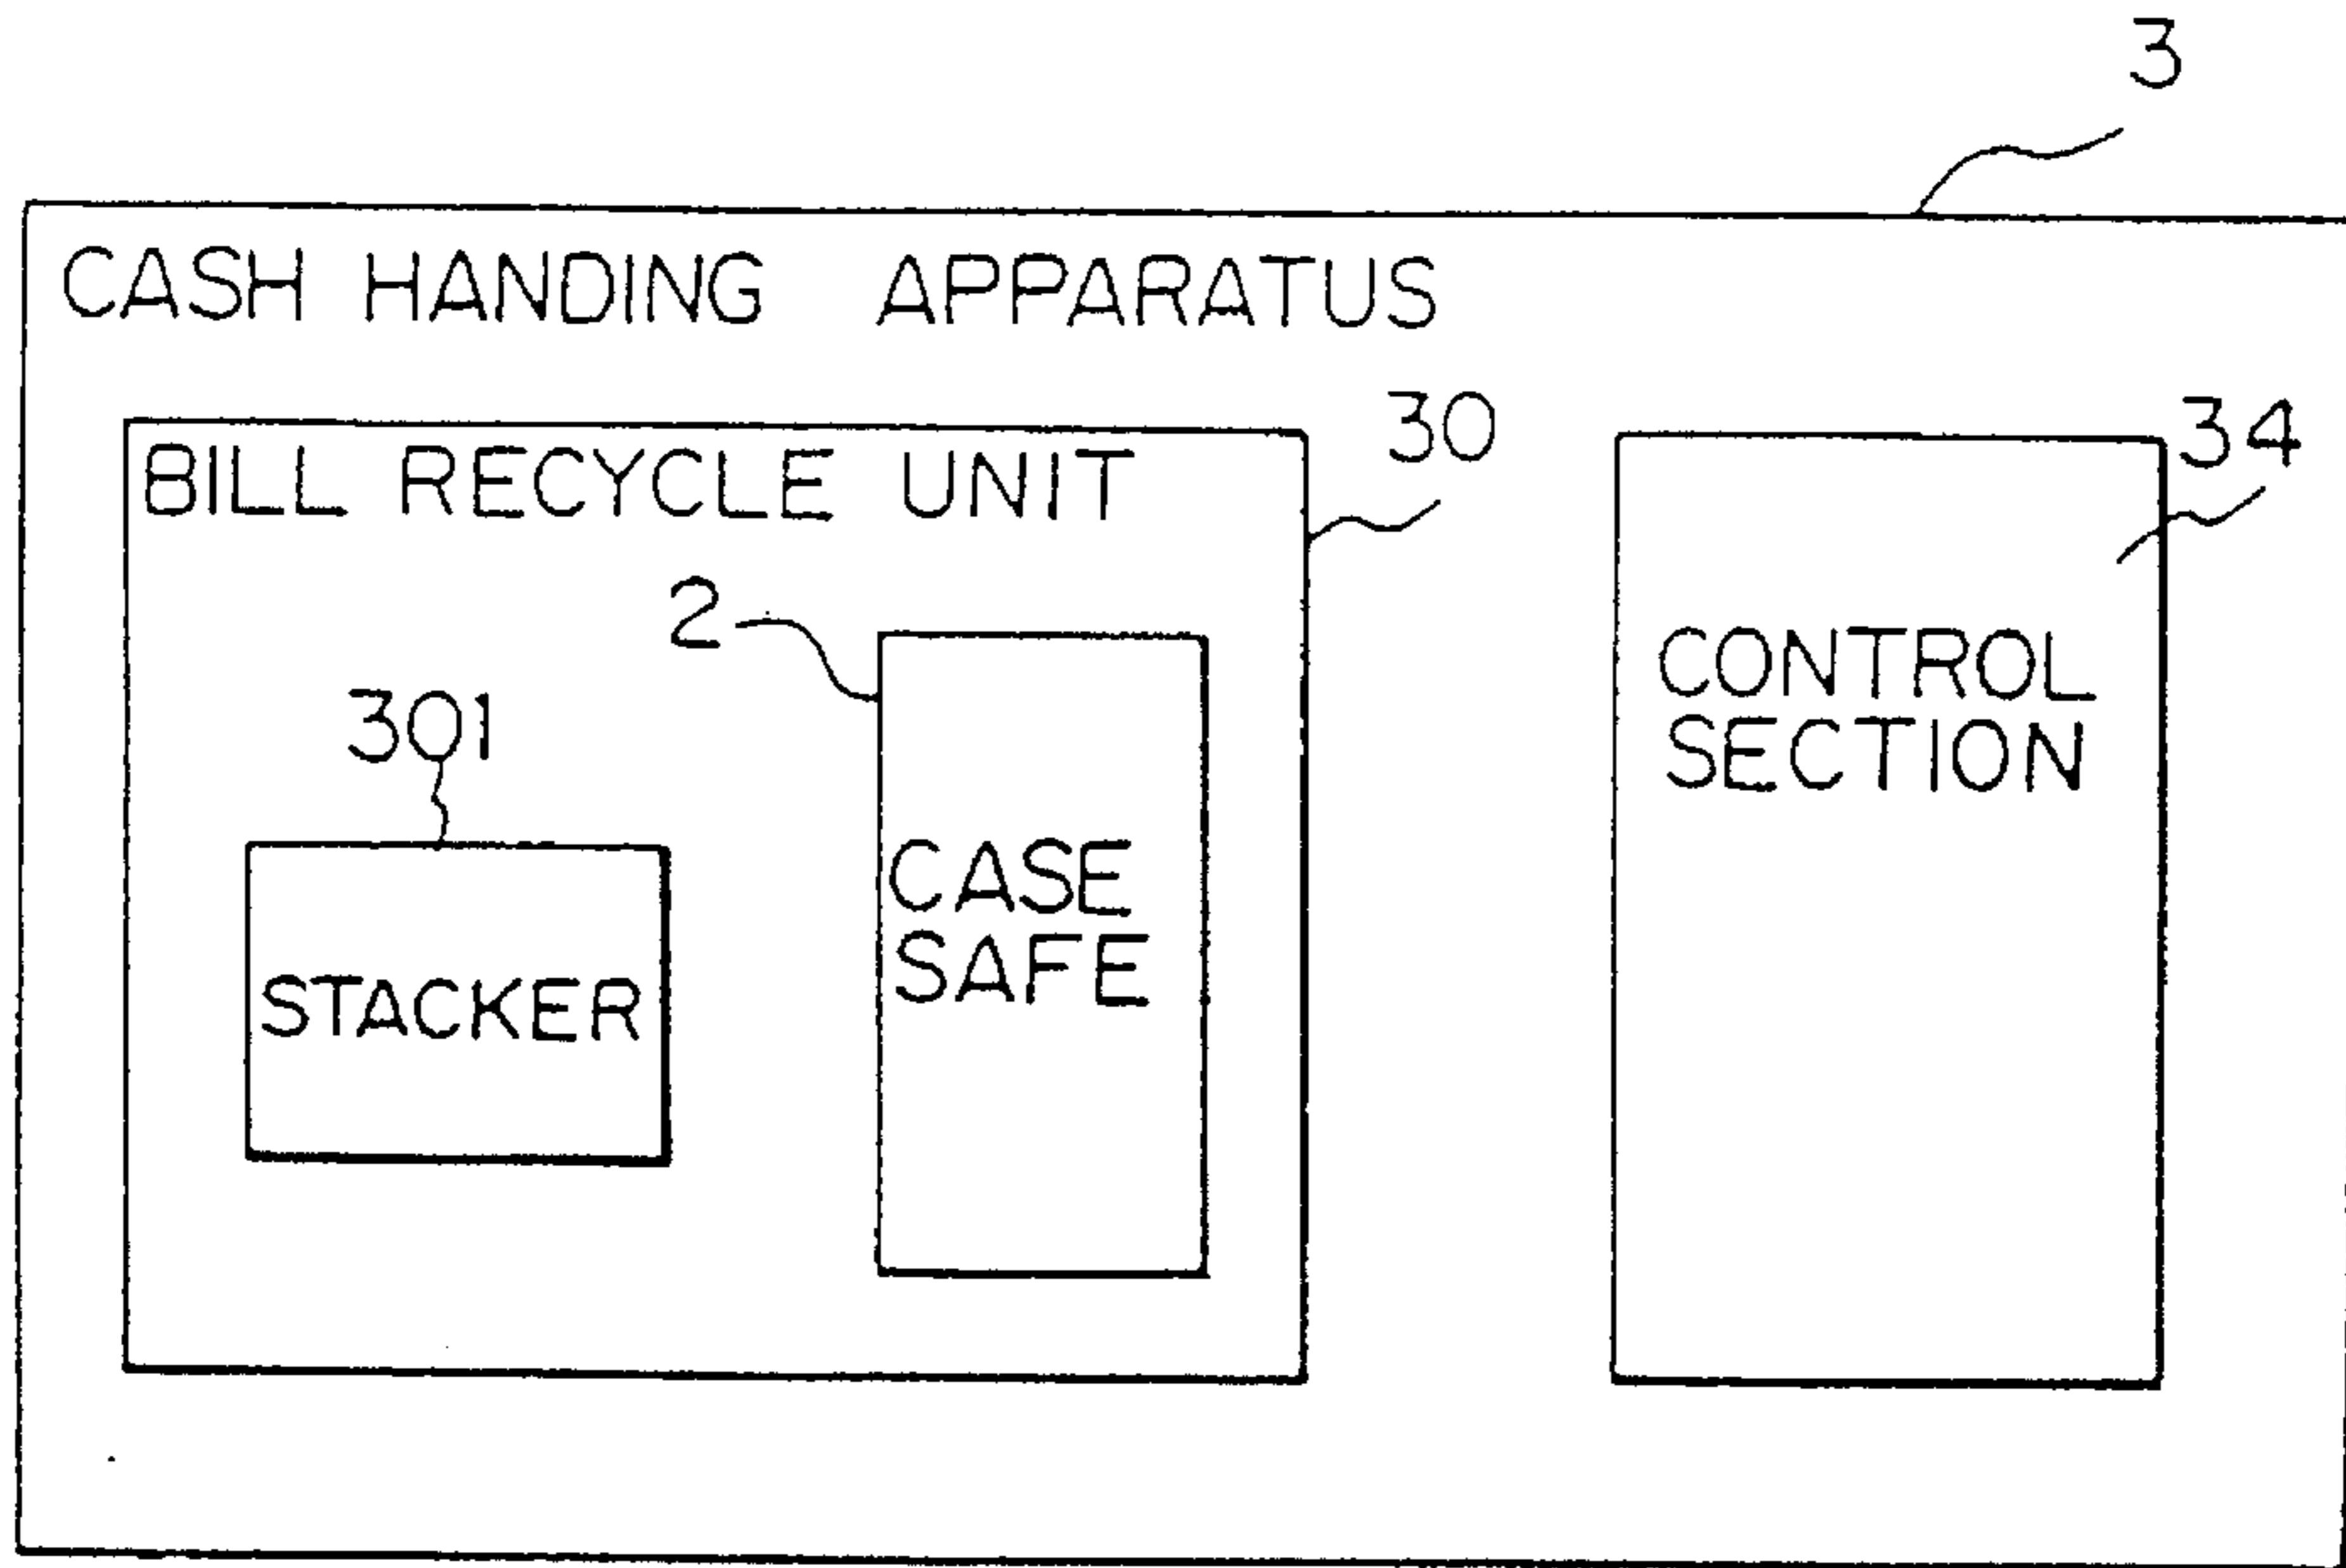 3
CASH HANDING APPARATUS
30
34
BILL RECYCLE UNIT
2
301
CONTROL
SECTION
CASE
SAFE
STACKER